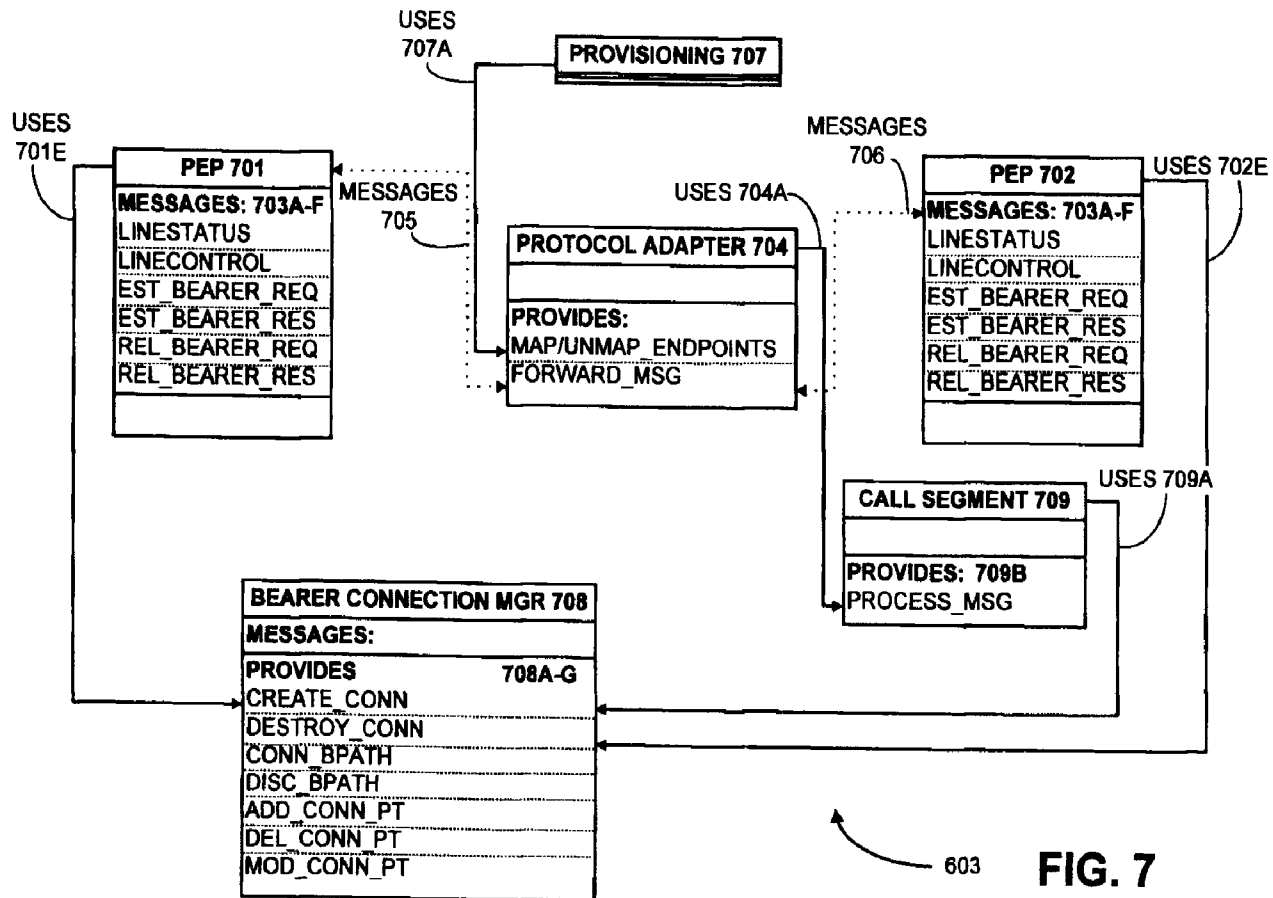 USES
707A
PROVISIONING 707
USES
701E
PEP 701
MESSAGES: 703A-F
LINESTATUS
LINECONTROL
EST_BEARER_REQ
EST_BEARER_RES
REL_BEARER_REQ
REL_BEARER_RES
MESSAGES
705
USES 704A
PROTOCOL ADAPTER 704
PROVIDES:
MAP/UNMAP_ENDPOINTS
FORWARD_MSG
MESSAGES
706
PEP 702
MESSAGES: 703A-F
LINESTATUS
LINECONTROL
EST_BEARER_REQ
EST_BEARER_RES
REL_BEARER_REQ
REL_BEARER_RES
USES 702E
CALL SEGMENT 709
PROVIDES: 709B
PROCESS_MSG
USES 709A
BEARER CONNECTION MGR 708
MESSAGES:
PROVIDES 708A-G
CREATE_CONN
DESTROY_CONN
CONN_BPATH
DISC_BPATH
ADD_CONN_PT
DEL_CONN_PT
MOD_CONN_PT
603
FIG. 7